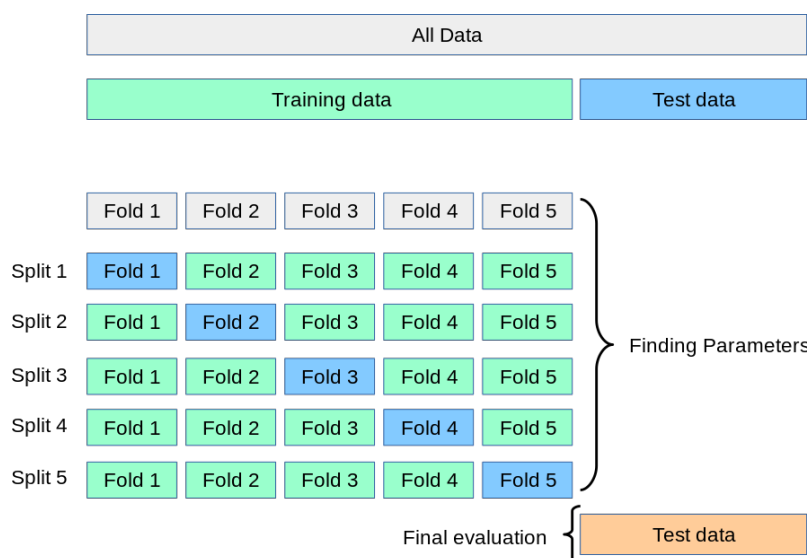 All Data
Training data Test data
Fold 1 Fold 2 Fold 3 Fold 4 Fold 5
Split 1 Fold 1 Fold 2 Fold 3 Fold 4 Fold 5
Split 2 Fold 1 Fold 2 Fold 3 Fold 4 Fold 5
Finding Parameters
Split 3 Fold 1 Fold 2 Fold 3 Fold 4 Fold 5
Split 4 Fold 1 Fold 2 Fold 3 Fold 4 Fold 5
Split 5 Fold 1 Fold 2 Fold 3 Fold 4 Fold 5
Final evaluation Test data